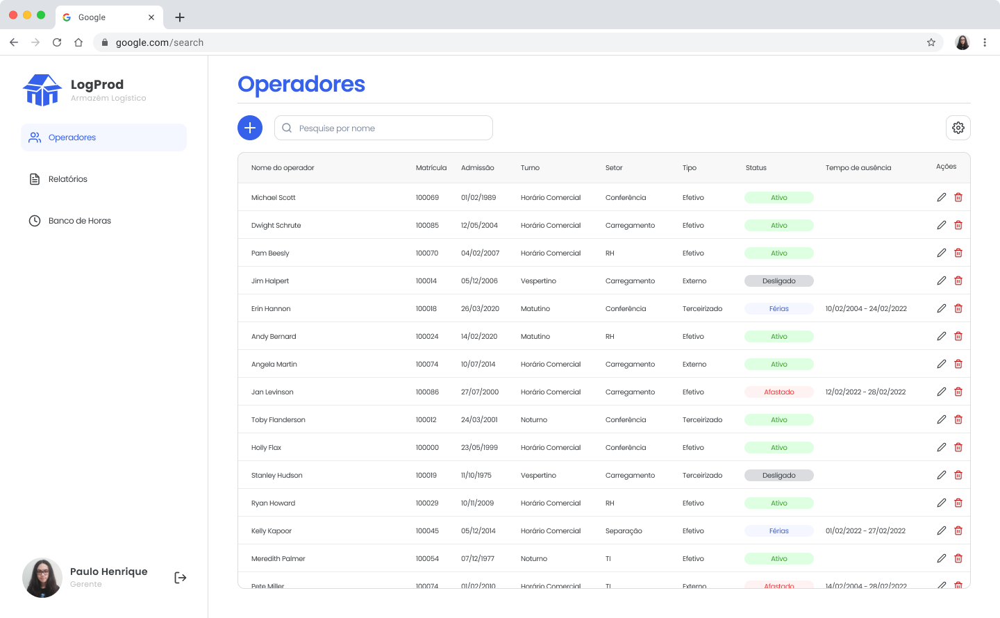 Google
google.com/search
LogProd
Armazém Logístico
Operadores
Relatórios
Banco de Horas
Paulo Henrique
Gerente
Operadores
Pesquise por nome
Nome do operador Matrícula Admissão Turno Setor Tipo Status Tempo de ausência Ações
Michael Scott 100069 01/02/1989 Horário Comercial Conferência Efetivo Ativo
Dwight Schrute 100085 12/05/2004 Horário Comercial Carregamento Efetivo Ativo
Pam Beesly 100070 04/02/2007 Horário Comercial RH Efetivo Ativo
Jim Halpert 100014 05/12/2006 Vespertino Carregamento Externo Desligado
Erin Hannon 100018 26/03/2020 Matutino Conferência Terceirizado Férias 10/02/2004 - 24/02/2022
Andy Bernard 100024 14/02/2020 Matutino RH Efetivo Ativo
Angela Martin 100074 10/07/2014 Horário Comercial Carregamento Externo Ativo
Jan Levinson 100086 27/07/2000 Horário Comercial Carregamento Efetivo Afastado 12/02/2022 - 28/02/2022
Toby Flanderson 100012 24/03/2001 Noturno Conferência Terceirizado Ativo
Holly Flax 100000 23/05/1999 Horário Comercial Conferência Efetivo Ativo
Stanley Hudson 100019 11/10/1975 Vespertino Carregamento Terceirizado Desligado
Ryan Howard 100029 10/11/2009 Horário Comercial RH Efetivo Ativo
Kelly Kapoor 100045 05/12/2014 Horário Comercial Separação Efetivo Férias 01/02/2022 - 27/02/2022
Meredith Palmer 100054 07/12/1977 Noturno TI Efetivo Ativo
Pete Miller 100074 01/02/2010 Horário Comercial TI Externo Afastado 14/02/2004 - 28/02/2022